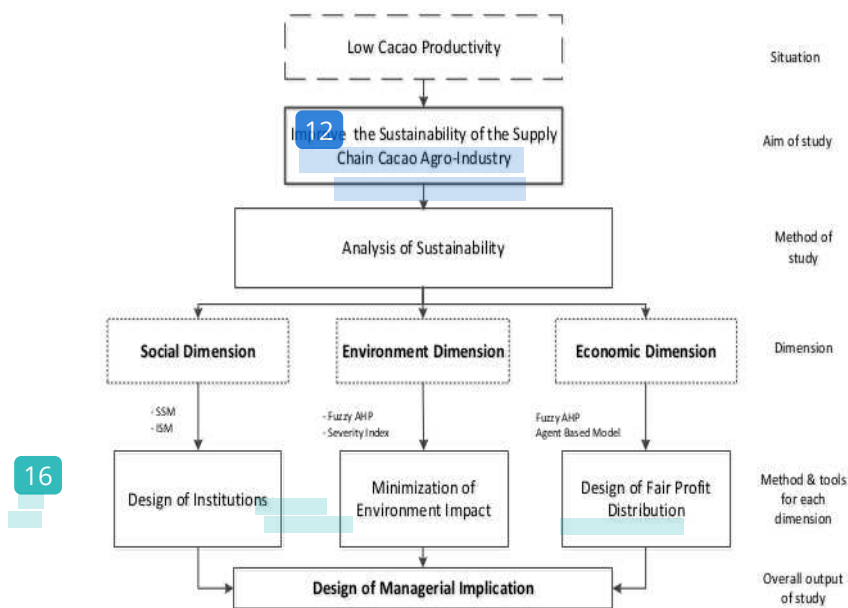 Low Cacao Productivity
Situation
12
Improve the Sustainability of the Supply
Chain Cacao Agro-Industry
Aim of study
Analysis of Sustainability
Method of
study
Social Dimension
Environment Dimension
Economic Dimension
Dimension
- SSM
- ISM
- Fuzzy AHP
- Severity Index
Fuzzy AHP
Agent Based Model
16
Design of Institutions
Minimization of
Environment Impact
Design of Fair Profit
Distribution
Method & tools
for each
dimension
Design of Managerial Implication
Overall output
of study